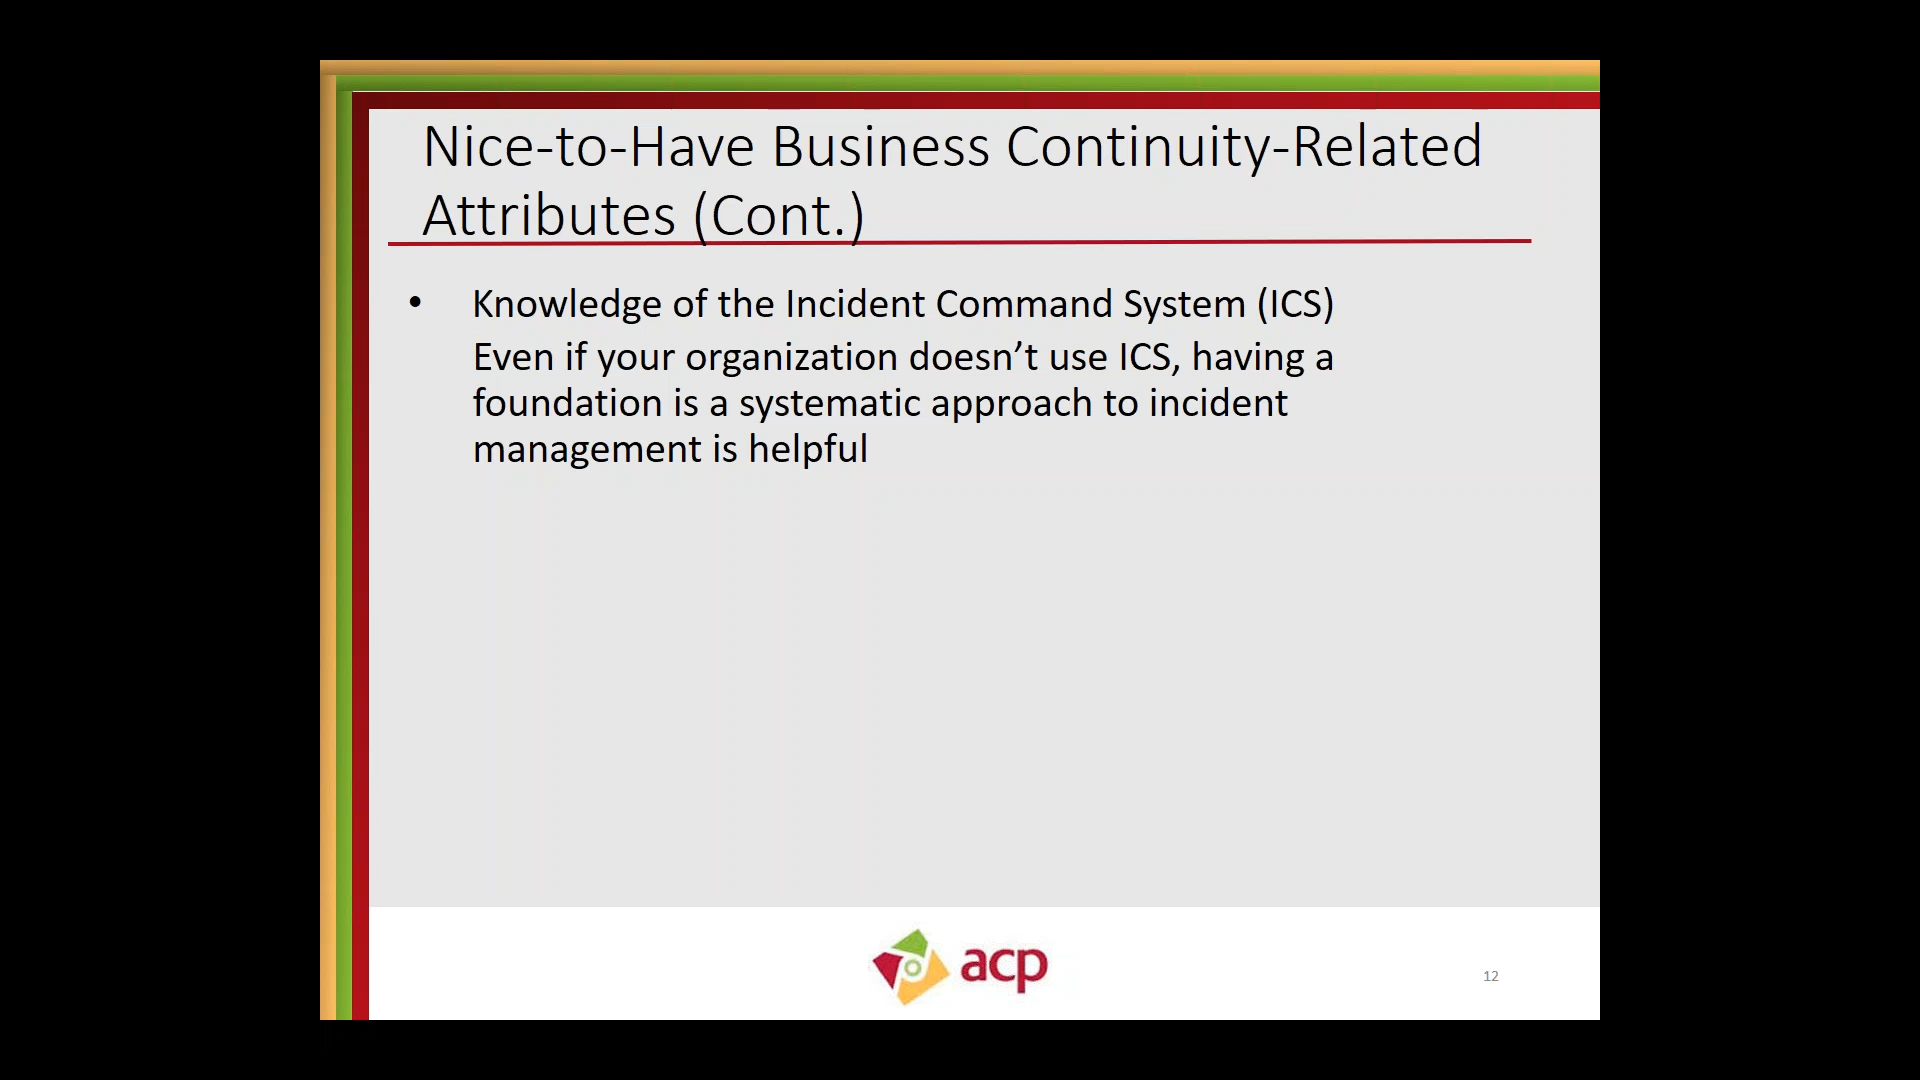 Nice-to-Have Business Continuity-Related
Attributes (Cont.)
• Knowledge of the Incident Command System (ICS)
Even if your organization doesn’t use ICS, having a
foundation is a systematic approach to incident
management is helpful
acp
12